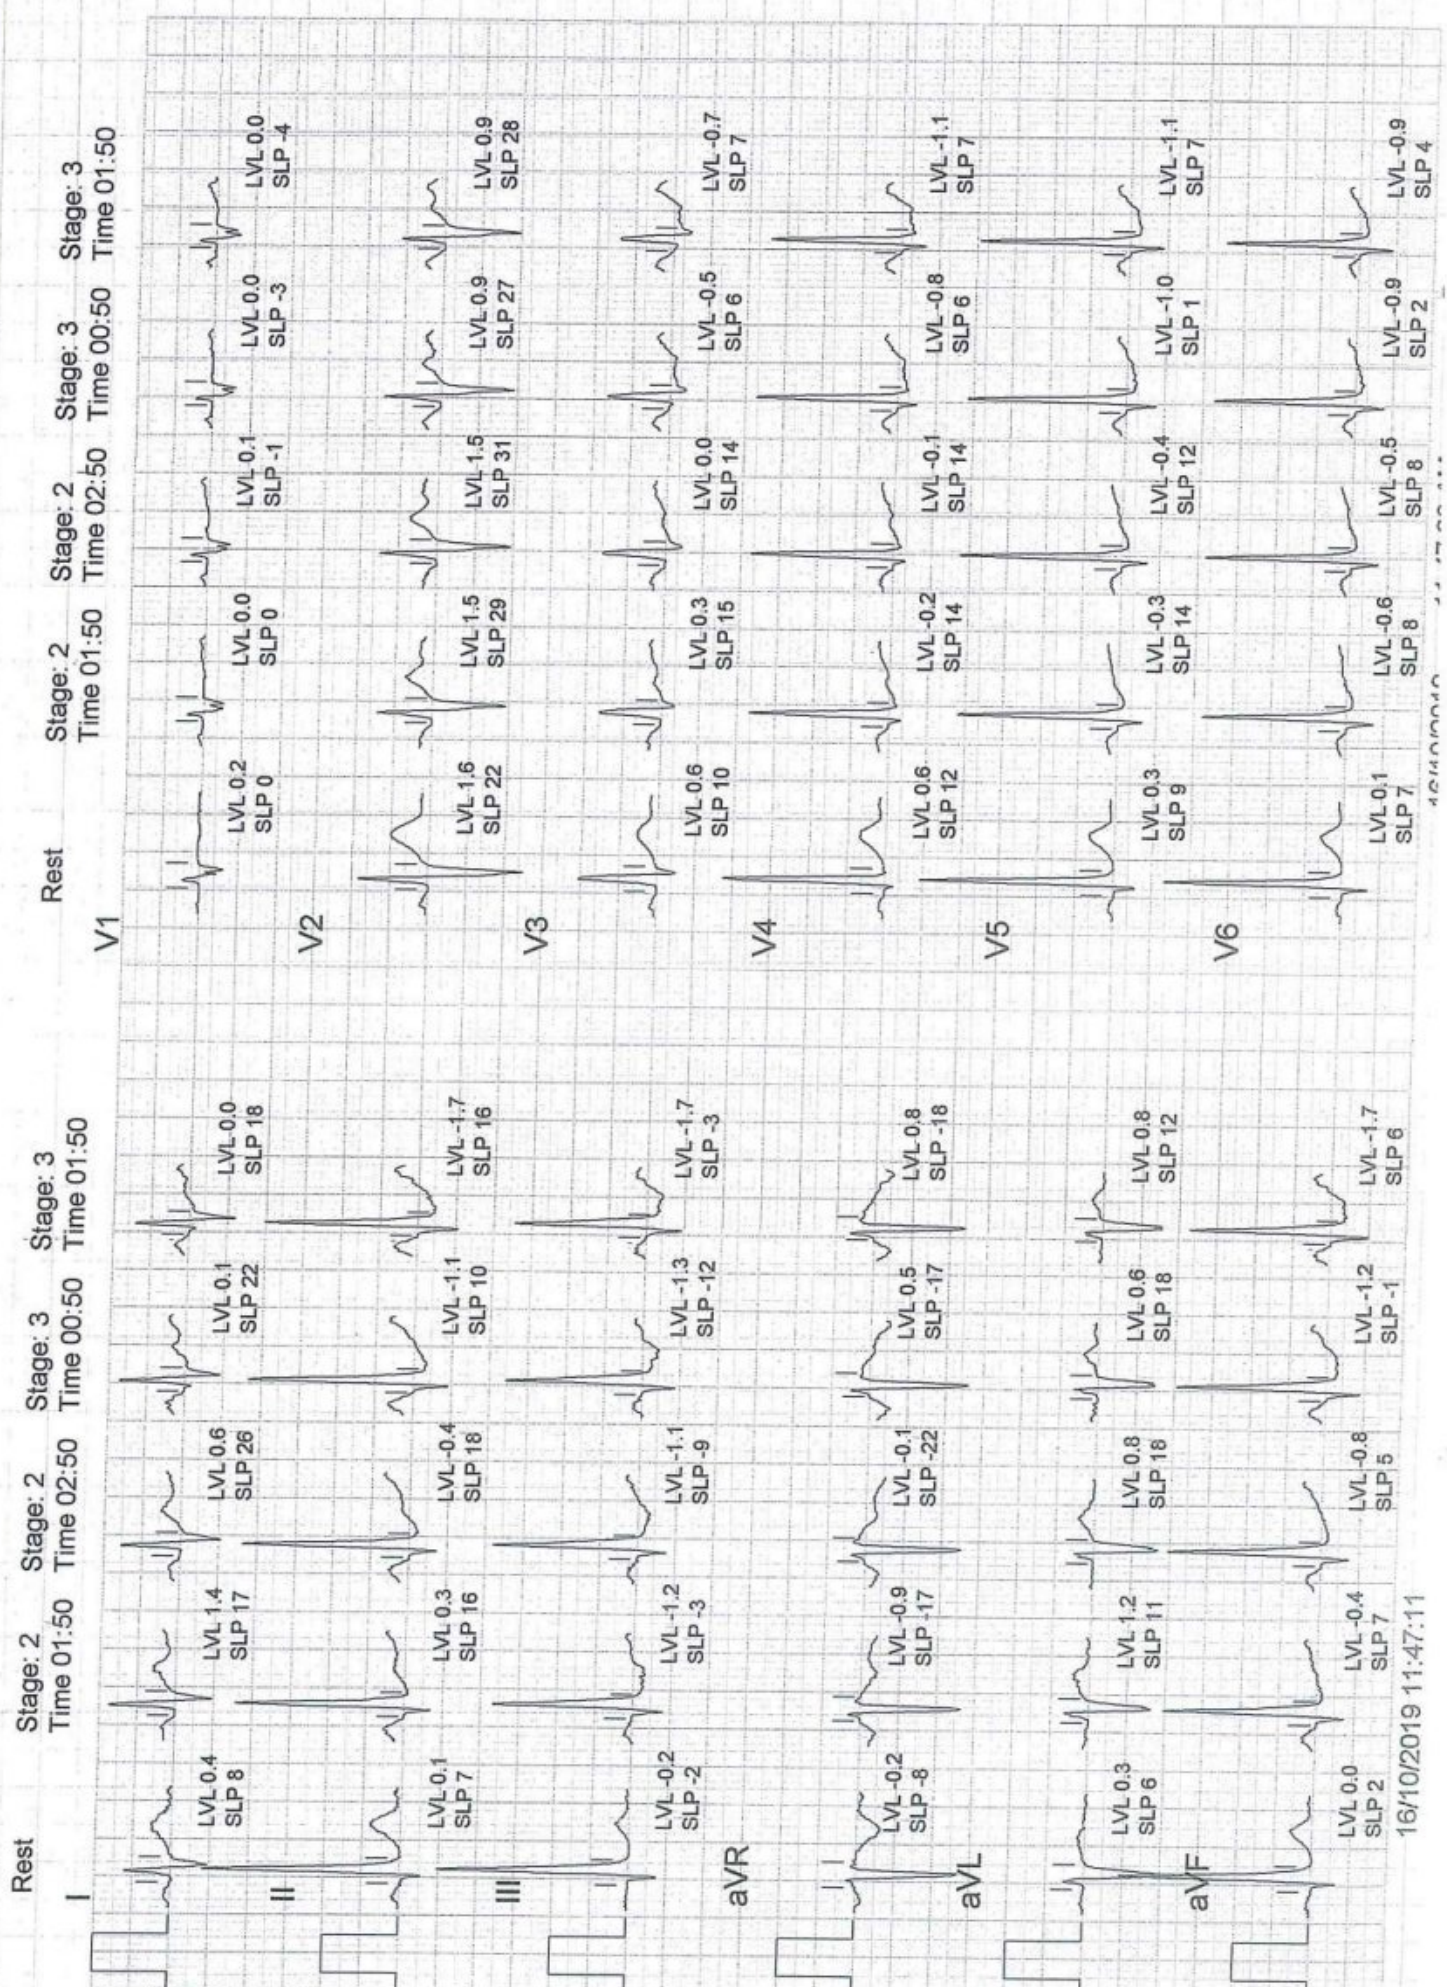 Rest
Stage: 2
Time 01:50
Stage: 2
Time 02:50
Stage: 3
Time 00:50
Stage: 3
Time 01:50
I
LVL 0.4
SLP 8
LVL 1.4
SLP 17
LVL 0.6
SLP 26
LVL 0.1
SLP 22
LVL 0.0
SLP 18
II
LVL 0.1
SLP 7
LVL 0.3
SLP 16
LVL -0.4
SLP 18
LVL -1.1
SLP 10
LVL -1.7
SLP 16
III
LVL -0.2
SLP -2
LVL -1.2
SLP -3
LVL -1.1
SLP -9
LVL -1.3
SLP -12
LVL -1.7
SLP -3
aVR
LVL -0.2
SLP -8
LVL -0.9
SLP -17
LVL -0.1
SLP -22
LVL 0.5
SLP -17
LVL 0.8
SLP -18
aVL
LVL 0.3
SLP 6
LVL 1.2
SLP 11
LVL 0.8
SLP 18
LVL 0.6
SLP 18
LVL 0.8
SLP 12
aVF
LVL 0.0
SLP 2
LVL -0.4
SLP 7
LVL -0.8
SLP 5
LVL -1.2
SLP -1
LVL -1.7
SLP 6
16/10/2019 11:47:11
Rest
Stage: 2
Time 01:50
Stage: 2
Time 02:50
Stage: 3
Time 00:50
Stage: 3
Time 01:50
V1
LVL 0.2
SLP 0
LVL 0.0
SLP 0
LVL 0.1
SLP -1
LVL 0.0
SLP -3
LVL 0.0
SLP -4
V2
LVL 1.6
SLP 22
LVL 1.5
SLP 29
LVL 1.5
SLP 31
LVL 0.9
SLP 27
LVL 0.9
SLP 28
V3
LVL 0.6
SLP 10
LVL 0.3
SLP 15
LVL 0.0
SLP 14
LVL -0.5
SLP 6
LVL -0.7
SLP 7
V4
LVL 0.6
SLP 12
LVL -0.2
SLP 14
LVL -0.1
SLP 14
LVL -0.8
SLP 6
LVL -1.1
SLP 7
V5
LVL 0.3
SLP 9
LVL -0.3
SLP 14
LVL -0.4
SLP 12
LVL -1.0
SLP 1
LVL -1.1
SLP 7
V6
LVL 0.1
SLP 7
LVL -0.6
SLP 8
LVL -0.5
SLP 8
LVL -0.9
SLP 2
LVL -0.9
SLP 4